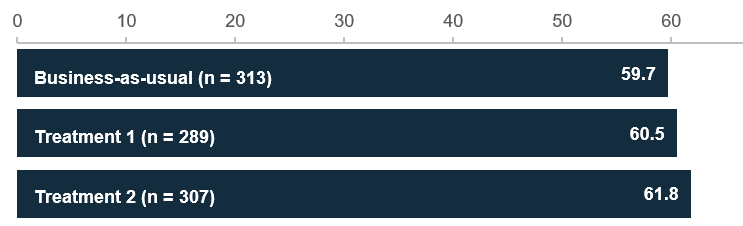 0 10 20 30 40 50 60
Business-as-usual (n = 313) 59.7
Treatment 1 (n = 289) 60.5
Treatment 2 (n = 307) 61.8